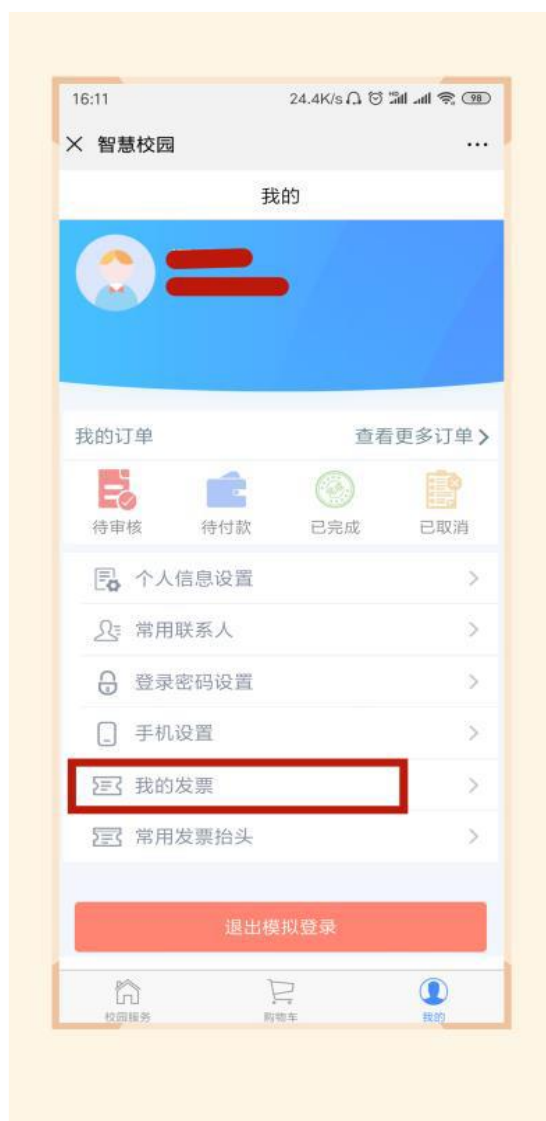 16:11 24.4K/s 98
智慧校园
我的
我的订单 查看更多订单
待审核 待付款 已完成 已取消
个人信息设置
常用联系人
登录密码设置
手机设置
我的发票
常用发票抬头
退出模拟登录
校园服务 购物车 我的